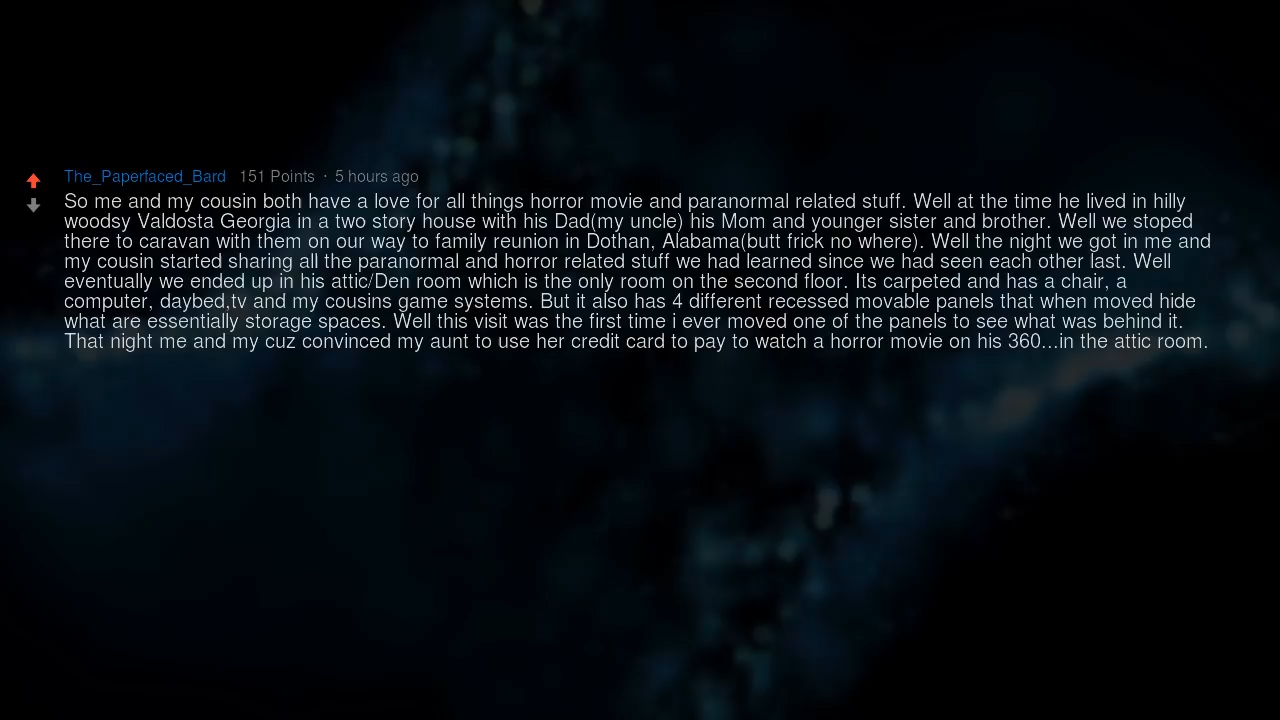 The_Paperfaced_Bard 151 Points · 5 hours ago
So me and my cousin both have a love for all things horror movie and paranormal related stuff. Well at the time he lived in hilly
woodsy Valdosta Georgia in a two story house with his Dad(my uncle) his Mom and younger sister and brother. Well we stoped
there to caravan with them on our way to family reunion in Dothan, Alabama(butt frick no where). Well the night we got in me and
my cousin started sharing all the paranormal and horror related stuff we had learned since we had seen each other last. Well
eventually we ended up in his attic/Den room which is the only room on the second floor. Its carpeted and has a chair, a
computer, daybed,tv and my cousins game systems. But it also has 4 different recessed movable panels that when moved hide
what are essentially storage spaces. Well this visit was the first time i ever moved one of the panels to see what was behind it.
That night me and my cuz convinced my aunt to use her credit card to pay to watch a horror movie on his 360...in the attic room.